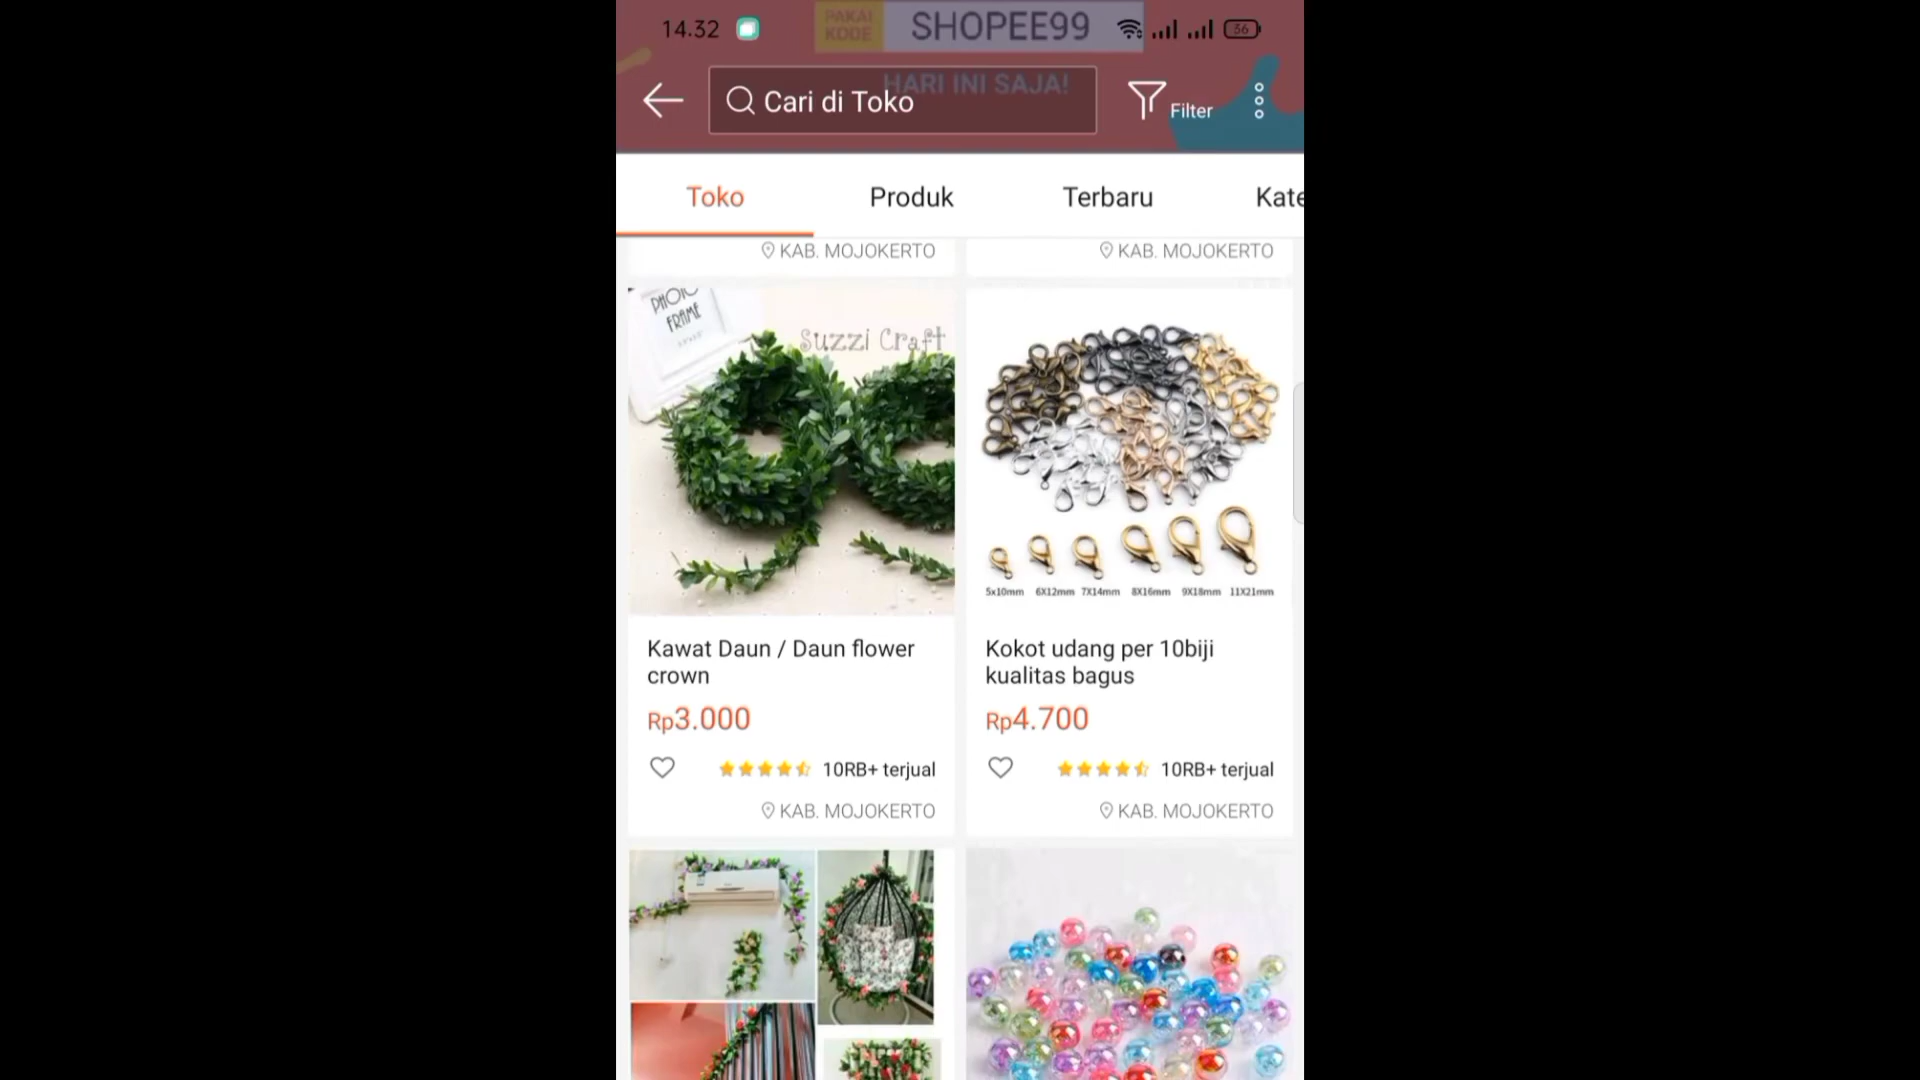 14.32
PAKAI
KODE
SHOPEE99
36
HARI INI SAJA!
Cari di Toko
Filter
Toko
Produk
Terbaru
Kate
KAB. MOJOKERTO
KAB. MOJOKERTO
PHOTO
FRAME
Suzzi Craft
5x10mm 6X12mm 7X14mm 8X16mm 9X18mm 11X21mm
Kawat Daun / Daun flower
crown
Rp3.000
10RB+ terjual
KAB. MOJOKERTO
Kokot udang per 10biji
kualitas bagus
Rp4.700
10RB+ terjual
KAB. MOJOKERTO